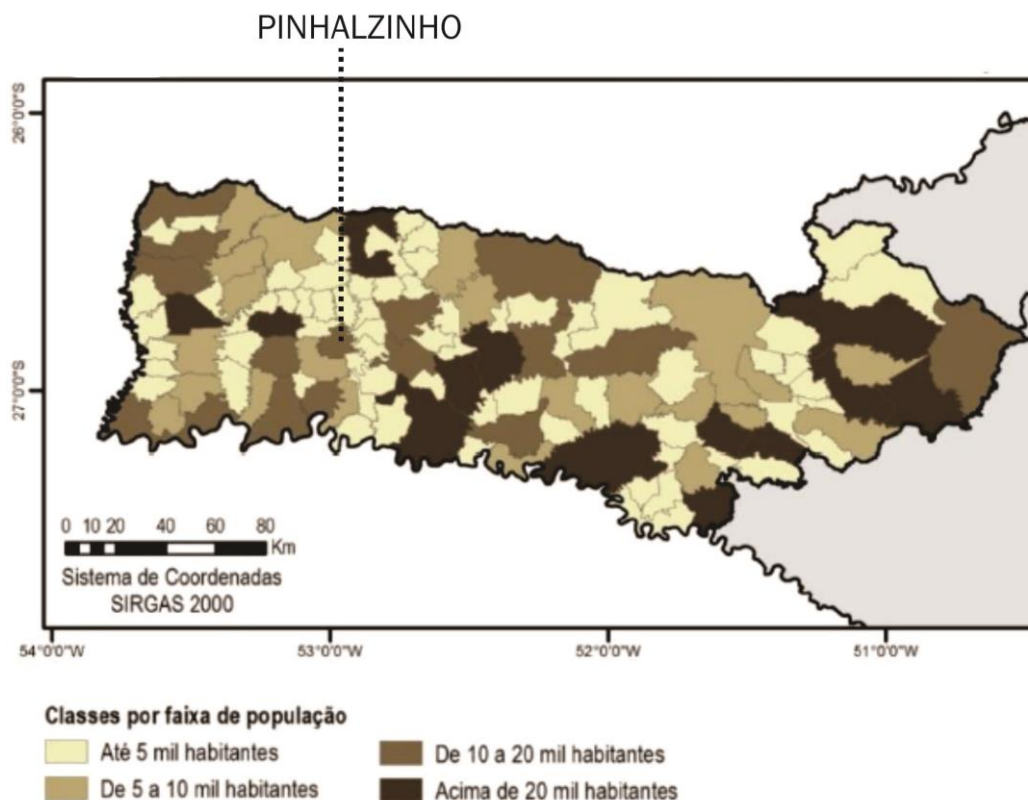 PINHALZINHO
26°0'0"S
27°0'0"S
0 10 20 40 60 80
Km
Sistema de Coordenadas
SIRGAS 2000
54°0'0"W 53°0'0"W 52°0'0"W 51°0'0"W
Classes por faixa de população
Até 5 mil habitantes
De 10 a 20 mil habitantes
De 5 a 10 mil habitantes
Acima de 20 mil habitantes